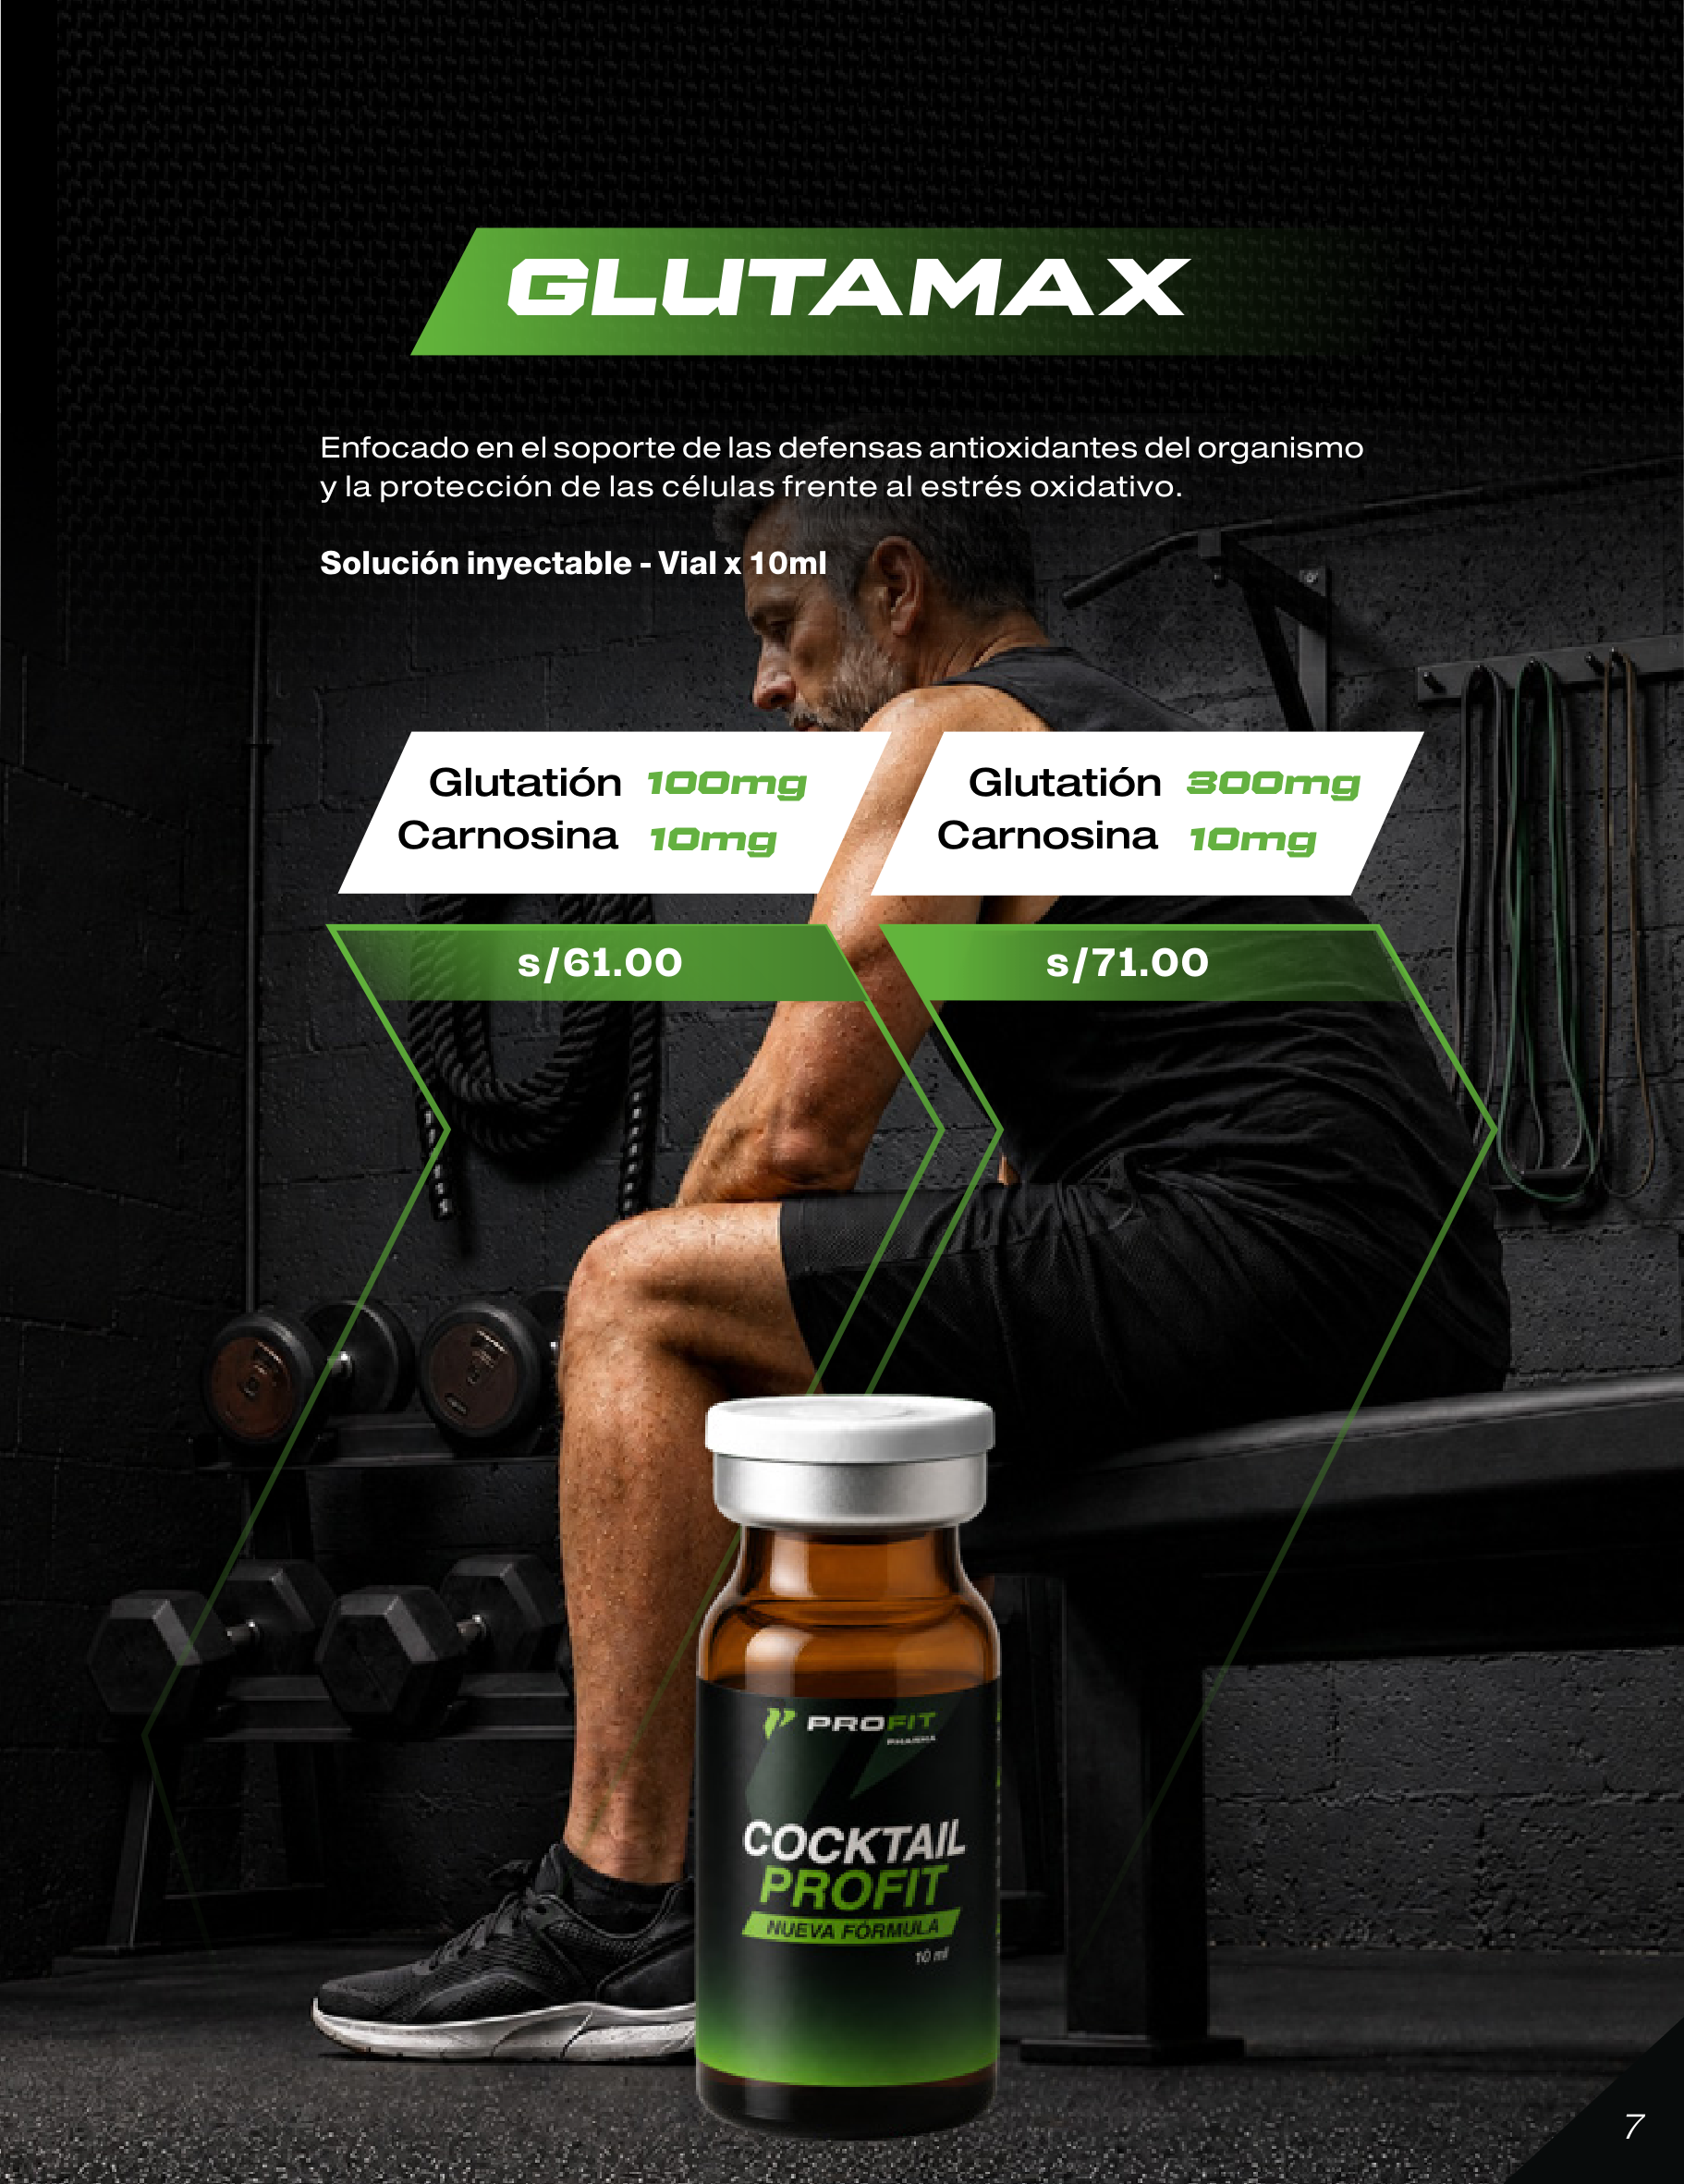 GLUTAMAX
Enfocado en el soporte de las defensas antioxidantes del organismo
y la protección de las células frente al estrés oxidativo.
Solución inyectable - Vial x 10ml
Glutatión 100mg
Carnosina 10mg
s/61.00
Glutatión 300mg
Carnosina 10mg
s/71.00
PROFIT
PHARMA
COCKTAIL
PROFIT
NUEVA FÓRMULA
10 ml
7